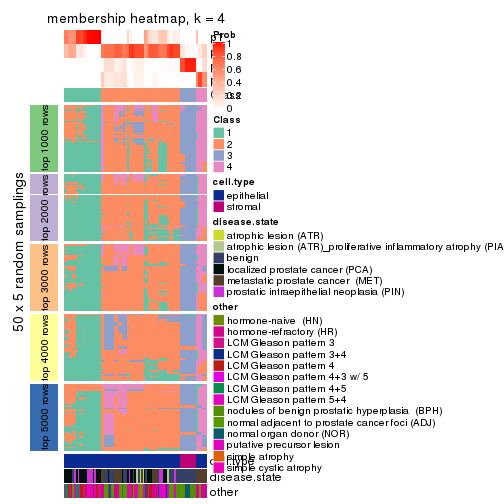 membership heatmap, k = 4
50 x 5 random samplings
top 1000 rows
top 2000 rows
top 3000 rows
top 4000 rows
top 5000 rows
Prob
1
0.8
0.6
0.4
0.2
0
Class
1
2
3
4
cell.type
epithelial
stromal
disease.state
atrophic lesion (ATR)
atrophic lesion (ATR)_proliferative inflammatory atrophy (PIA
benign
localized prostate cancer (PCA)
metastatic prostate cancer (MET)
prostatic intraepithelial neoplasia (PIN)
other
hormone-naive (HN)
hormone-refractory (HR)
LCM Gleason pattern 3
LCM Gleason pattern 3+4
LCM Gleason pattern 4
LCM Gleason pattern 4+3 w/ 5
LCM Gleason pattern 4+5
LCM Gleason pattern 5+4
nodules of benign prostatic hyperplasia (BPH)
normal adjacent to prostate cancer foci (ADJ)
normal organ donor (NOR)
putative precursor lesion
simple atrophy
simple cystic atrophy
disease.state
other